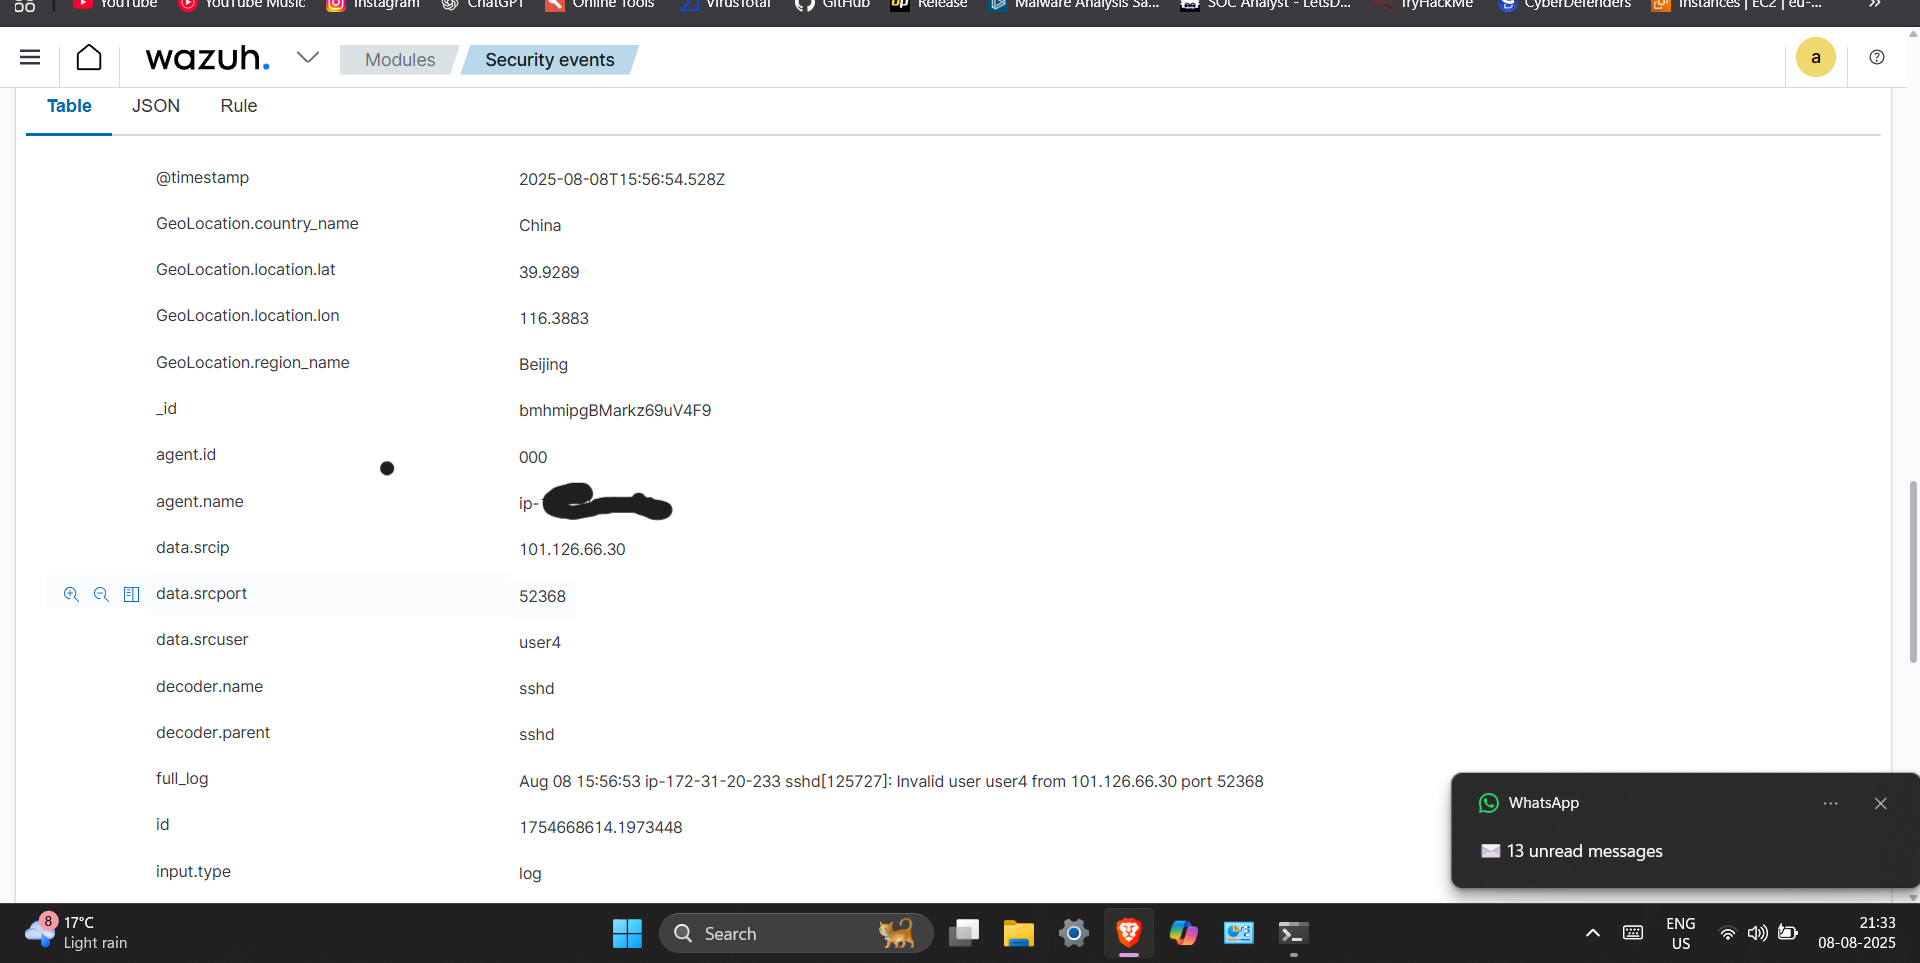 YouTube YouTube Music Instagram ChatGPT Online Tools VirusTotal GitHub Release Malware Analysis Sa... SOC Analyst - LetsD... TryHackMe CyberDefenders Instances | EC2 | eu-...
wazuh. Modules Security events a
Table JSON Rule
@timestamp 2025-08-08T15:56:54.528Z
GeoLocation.country_name China
GeoLocation.location.lat 39.9289
GeoLocation.location.lon 116.3883
GeoLocation.region_name Beijing
_id bmhmipgBMarkz69uV4F9
agent.id 000
agent.name ip-
data.srcip 101.126.66.30
data.srcport 52368
data.srcuser user4
decoder.name sshd
decoder.parent sshd
full_log Aug 08 15:56:53 ip-172-31-20-233 sshd[125727]: Invalid user user4 from 101.126.66.30 port 52368
id 1754668614.1973448
input.type log
WhatsApp
13 unread messages
8 17°C
Light rain
Search
ENG
US
21:33
08-08-2025